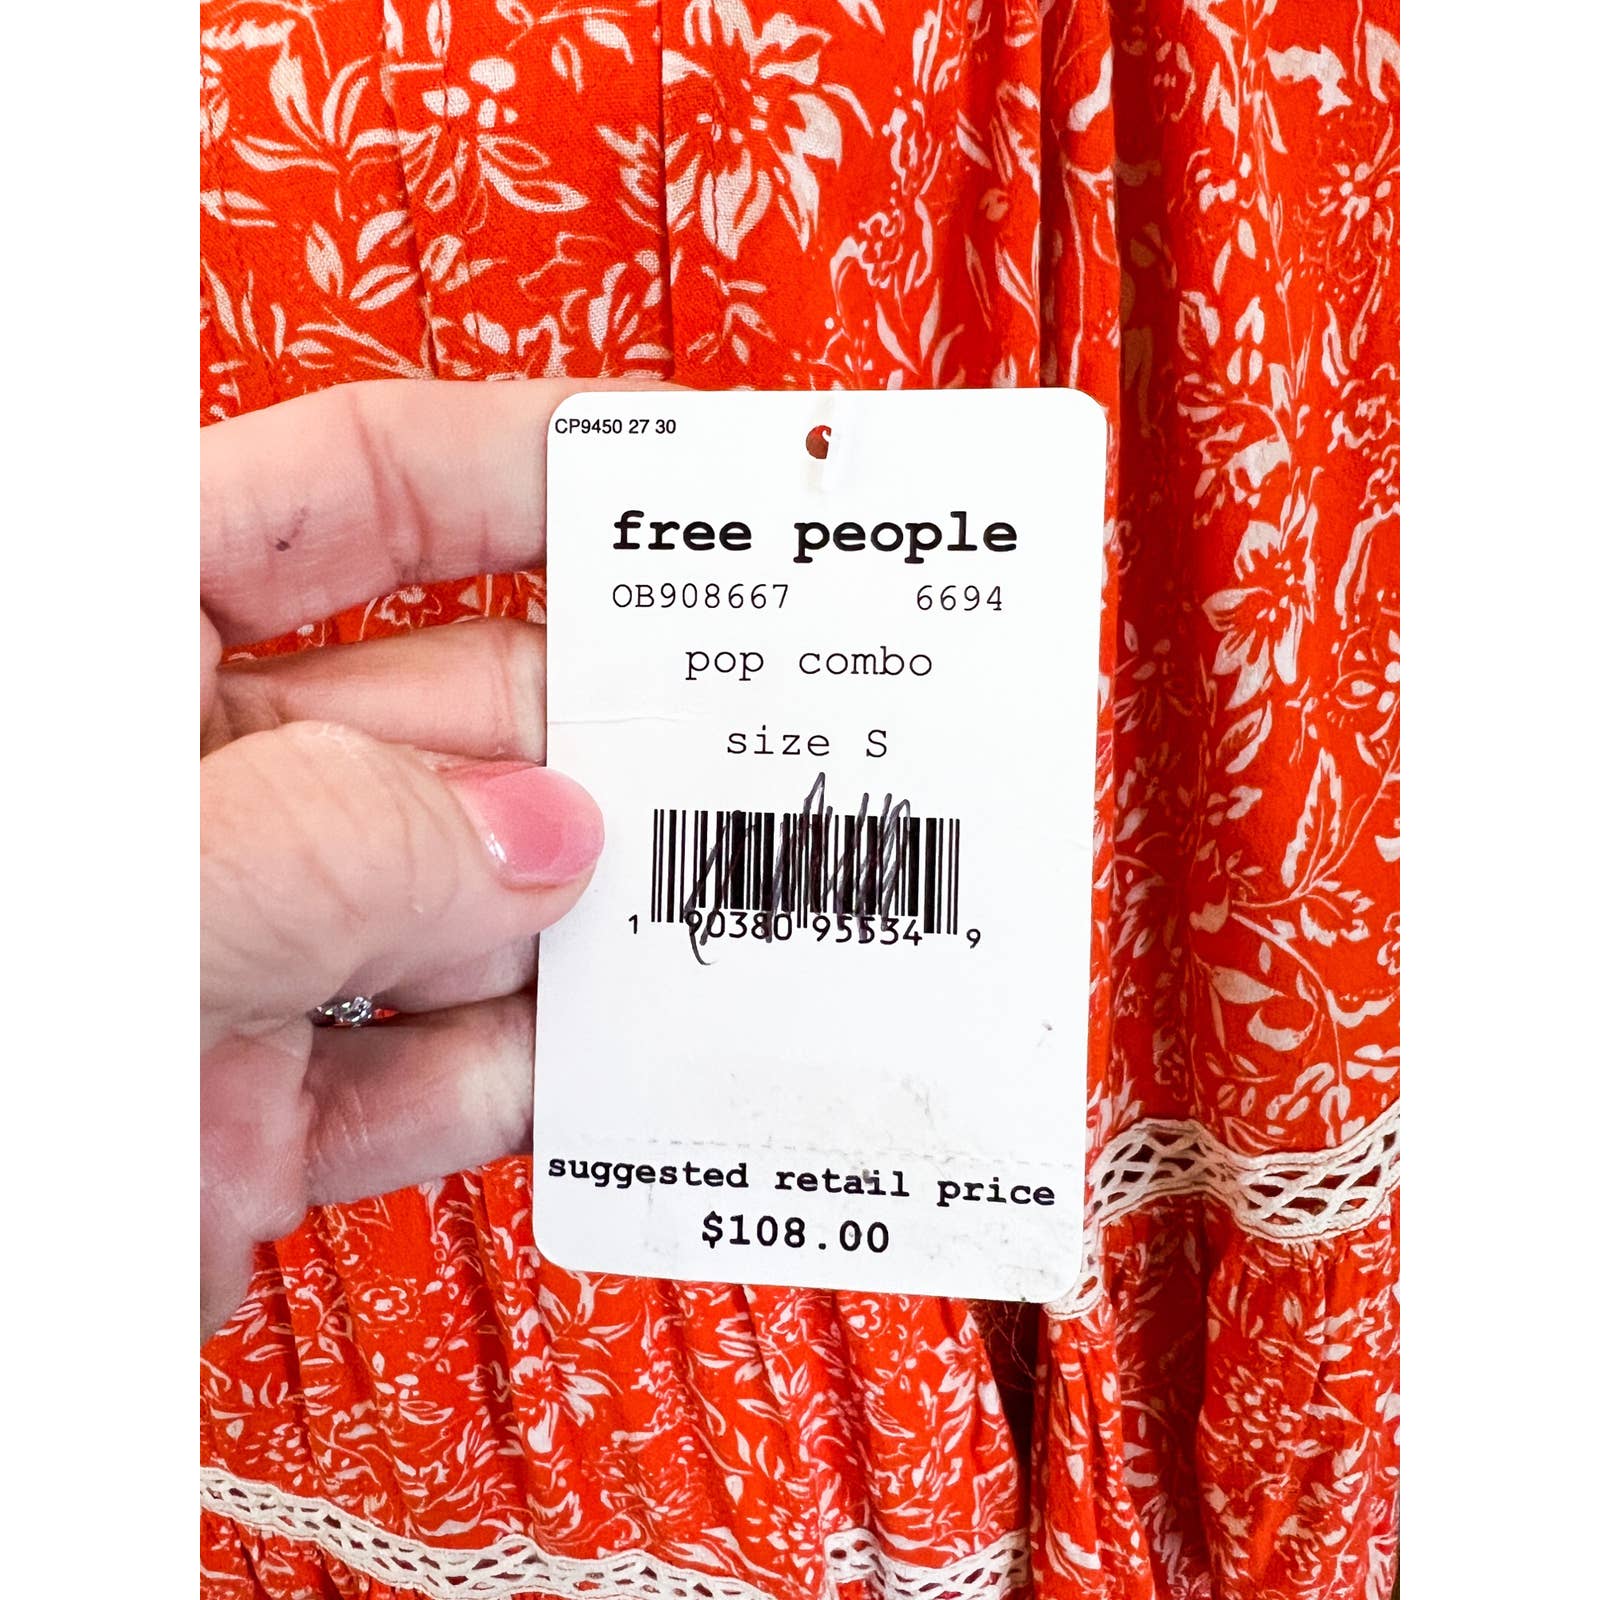 CP9450 27 30
free people
OB908667 6694
pop combo
size S
1 90380 95534 9
suggested retail price
$108.00